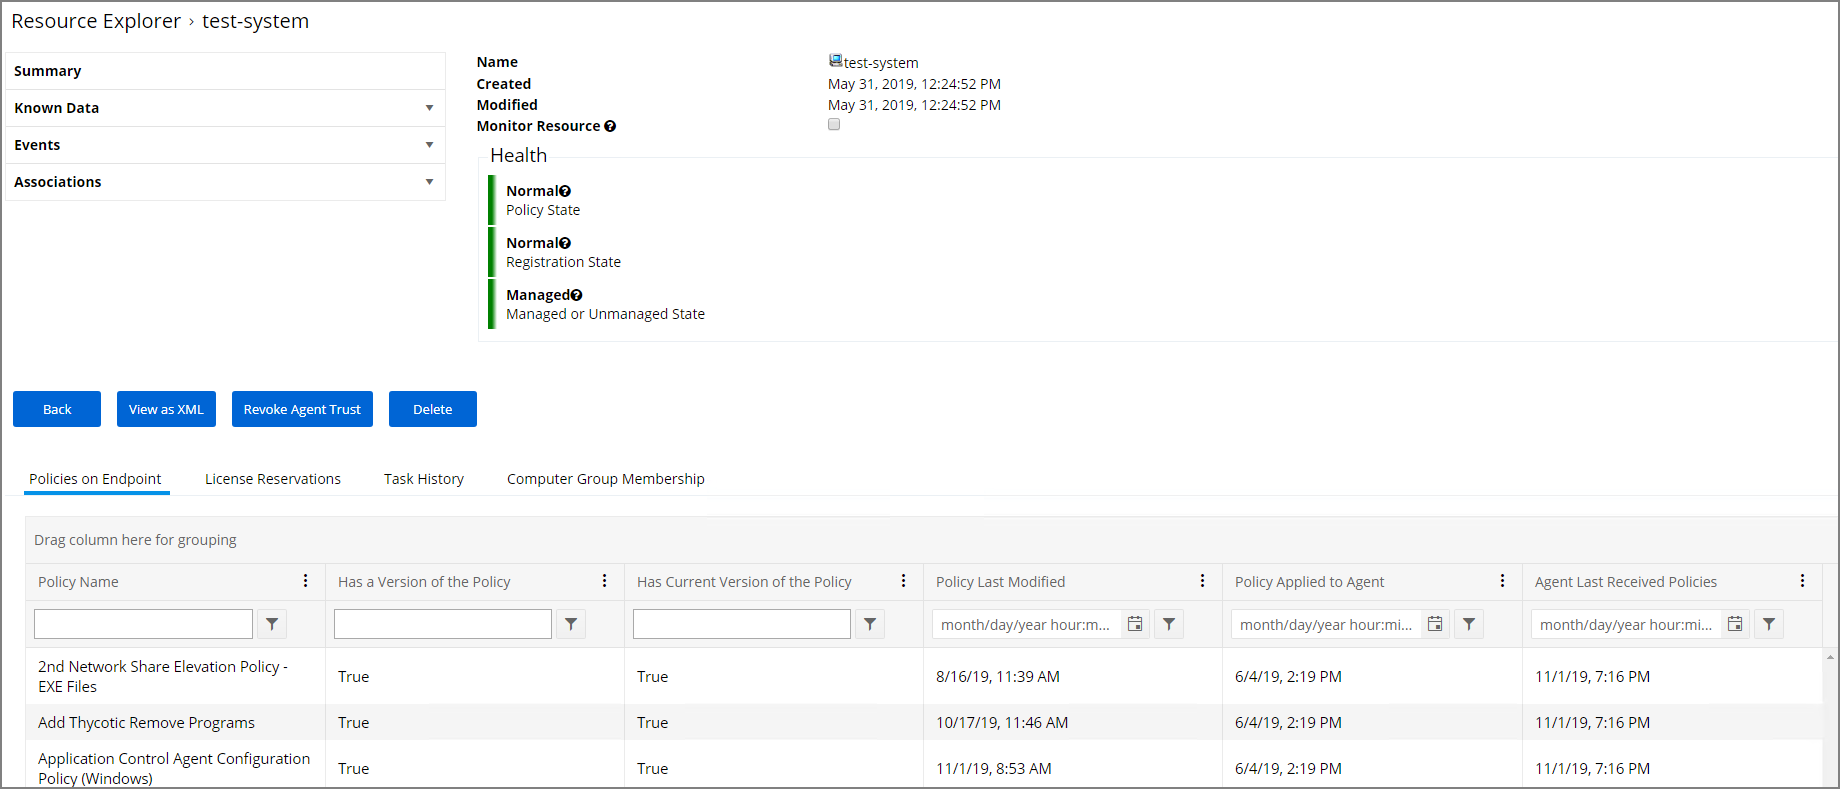 Resource Explorer › test-system
Summary
Known Data
Events
Associations
Name
test-system
Created
May 31, 2019, 12:24:52 PM
Modified
May 31, 2019, 12:24:52 PM
Monitor Resource
Health
Normal
Policy State
Normal
Registration State
Managed
Managed or Unmanaged State
Back
View as XML
Revoke Agent Trust
Delete
Policies on Endpoint
License Reservations
Task History
Computer Group Membership
Drag column here for grouping
Policy Name
Has a Version of the Policy
Has Current Version of the Policy
Policy Last Modified
Policy Applied to Agent
Agent Last Received Policies
month/day/year hour:m...
month/day/year hour:mi...
month/day/year hour:mi...
2nd Network Share Elevation Policy -
EXE Files
True
True
8/16/19, 11:39 AM
6/4/19, 2:19 PM
11/1/19, 7:16 PM
Add Thycotic Remove Programs
True
True
10/17/19, 11:46 AM
6/4/19, 2:19 PM
11/1/19, 7:16 PM
Application Control Agent Configuration
Policy (Windows)
True
True
11/1/19, 8:53 AM
6/4/19, 2:19 PM
11/1/19, 7:16 PM